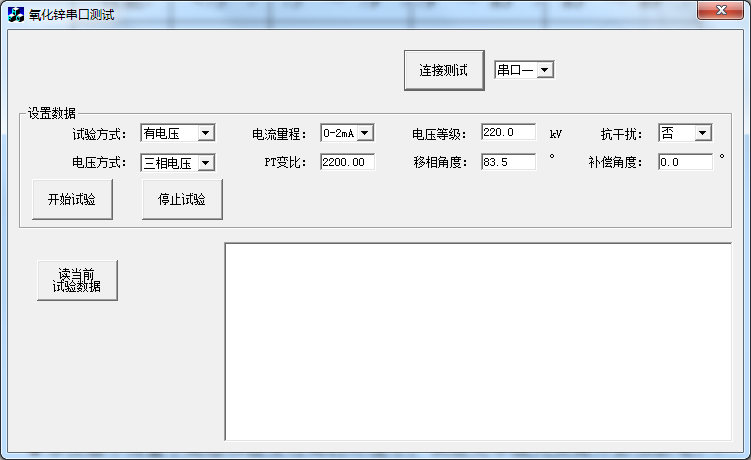 氧化锌串口测试
连接测试 串口一
设置数据
试验方式： 有电压 电流量程： 0-2mA 电压等级： 220.0 kV 抗干扰： 否
电压方式： 三相电压 PT变比： 2200.00 移相角度： 83.5 ° 补偿角度： 0.0 °
开始试验 停止试验
读当前
试验数据